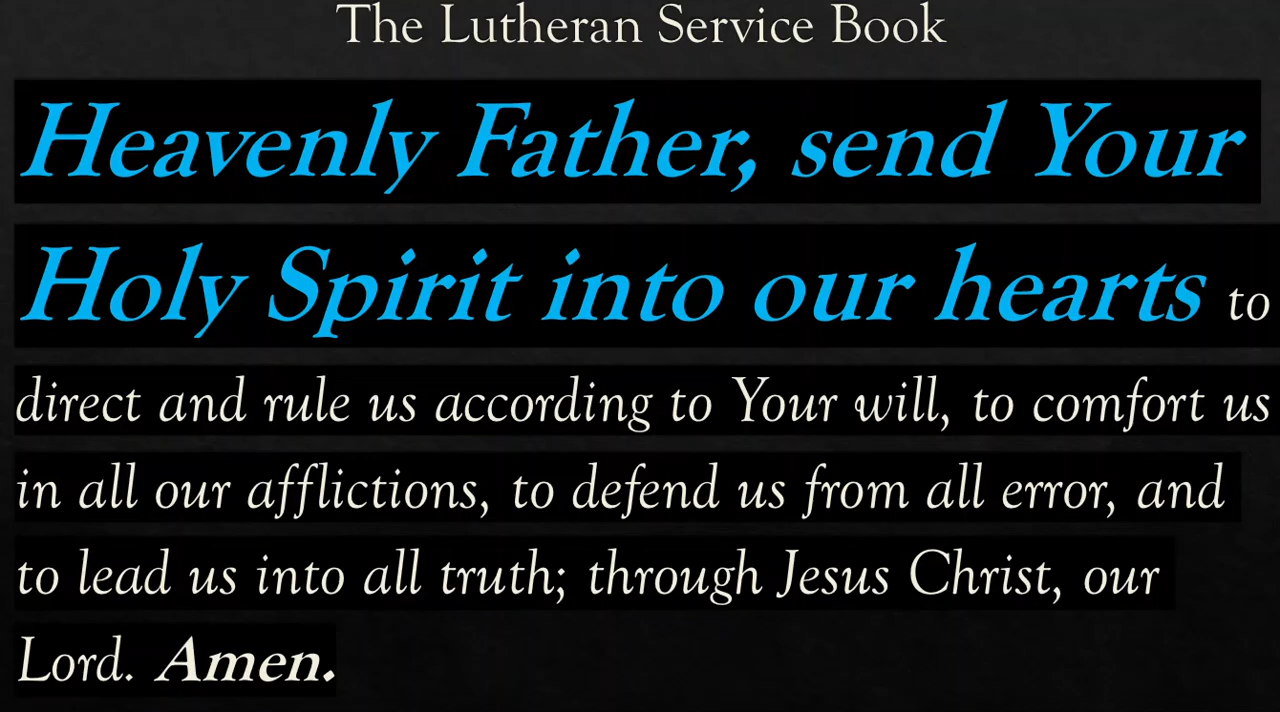 The Lutheran Service Book
Heavenly Father, send Your
Holy Spirit into our hearts to
direct and rule us according to Your will, to comfort us
in all our afflictions, to defend us from all error, and
to lead us into all truth; through Jesus Christ, our
Lord. Amen.